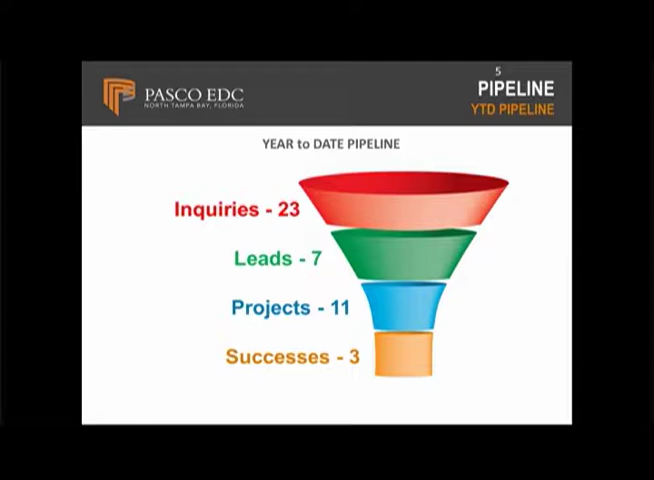 PASCO EDC
NORTH TAMPA BAY, FLORIDA
5
PIPELINE
YTD PIPELINE
YEAR to DATE PIPELINE
Inquiries - 23
Leads - 7
Projects - 11
Successes - 3